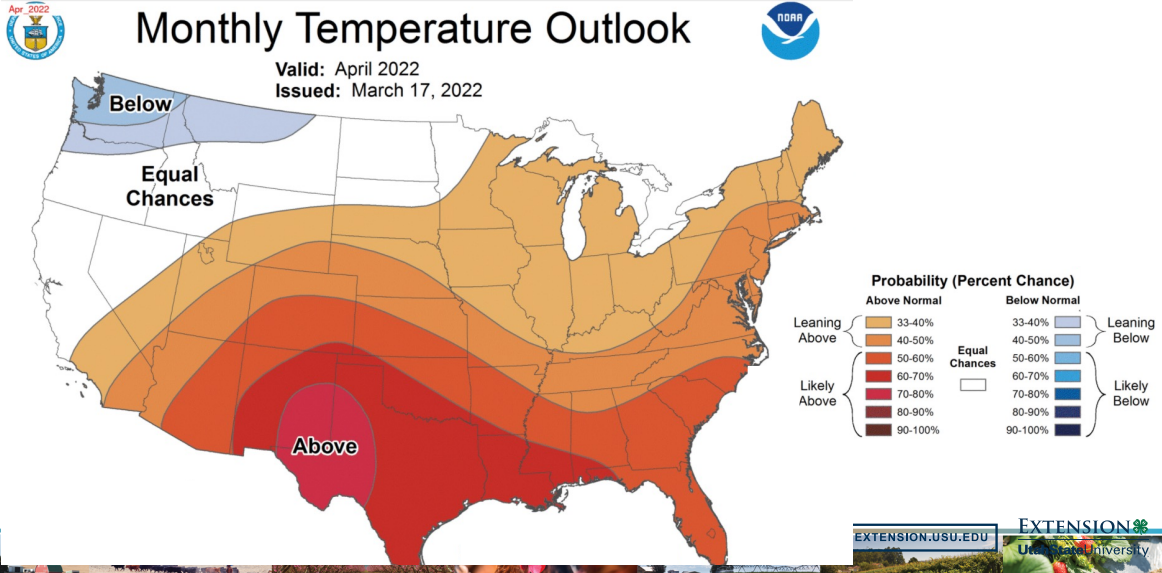 Apr_2022
Monthly Temperature Outlook
NOAA
Valid: April 2022
Issued: March 17, 2022
Below
Equal
Chances
Above
Probability (Percent Chance)
Above Normal
Below Normal
Leaning
Above
33-40%
40-50%
Likely
Above
50-60%
60-70%
70-80%
80-90%
90-100%
Equal
Chances
33-40%
40-50%
Leaning
Below
50-60%
60-70%
70-80%
80-90%
90-100%
Likely
Below
EXTENSION.USU.EDU
EXTENSION
UtahStateUniversity